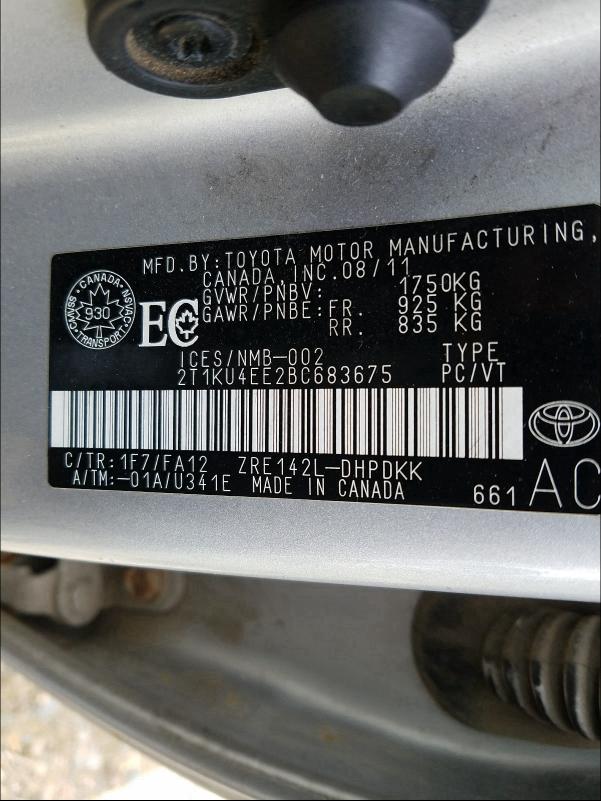 MFD.BY:TOYOTA MOTOR MANUFACTURING,
CANADA,INC.08/11
GVWR/PNBV: 1750KG
GAWR/PNBE:FR. 925 KG
RR. 835 KG
CANADA
CMVSS NSVAC
930
TRANSPORT
EC
ICES/NMB-002 TYPE
2T1KU4EE2BC683675 PC/VT
C/TR:1F7/FA12 ZRE142L-DHPDKK
A/TM:-01A/U341E MADE IN CANADA
661 AC